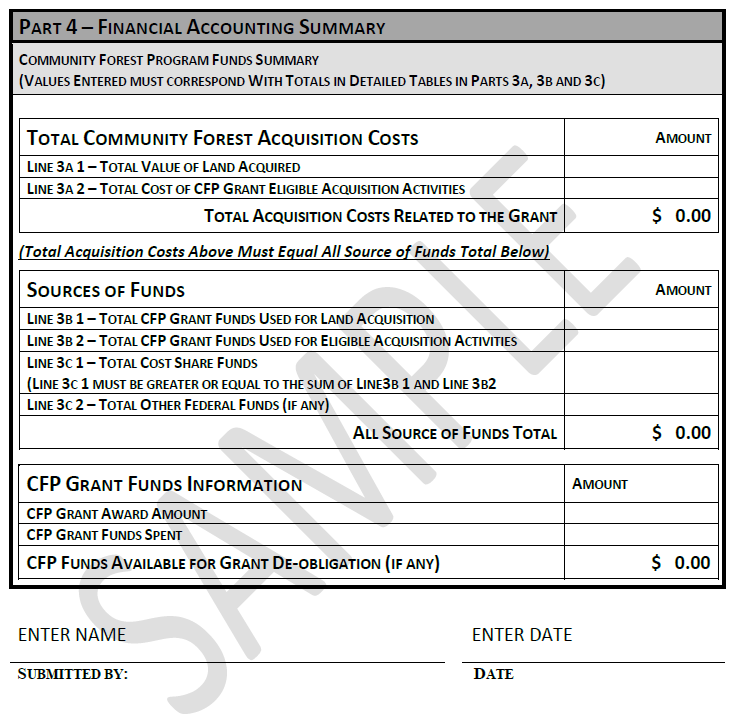 PART 4 – FINANCIAL ACCOUNTING SUMMARY
COMMUNITY FOREST PROGRAM FUNDS SUMMARY
(VALUES ENTERED MUST CORRESPOND WITH TOTALS IN DETAILED TABLES IN PARTS 3A, 3B AND 3C)
TOTAL COMMUNITY FOREST ACQUISITION COSTS AMOUNT
LINE 3A 1 – TOTAL VALUE OF LAND ACQUIRED
LINE 3A 2 – TOTAL COST OF CFP GRANT ELIGIBLE ACQUISITION ACTIVITIES
TOTAL ACQUISITION COSTS RELATED TO THE GRANT $ 0.00
(Total Acquisition Costs Above Must Equal All Source of Funds Total Below)
SOURCES OF FUNDS AMOUNT
LINE 3B 1 – TOTAL CFP GRANT FUNDS USED FOR LAND ACQUISITION
LINE 3B 2 – TOTAL CFP GRANT FUNDS USED FOR ELIGIBLE ACQUISITION ACTIVITIES
LINE 3C 1 – TOTAL COST SHARE FUNDS
(LINE 3C 1 MUST BE GREATER OR EQUAL TO THE SUM OF LINE3B 1 AND LINE 3B2
LINE 3C 2 – TOTAL OTHER FEDERAL FUNDS (IF ANY)
ALL SOURCE OF FUNDS TOTAL $ 0.00
CFP GRANT FUNDS INFORMATION AMOUNT
CFP GRANT AWARD AMOUNT
CFP GRANT FUNDS SPENT
CFP FUNDS AVAILABLE FOR GRANT DE-OBLIGATION (IF ANY) $ 0.00
SAMPLE
ENTER NAME ENTER DATE
SUBMITTED BY: DATE